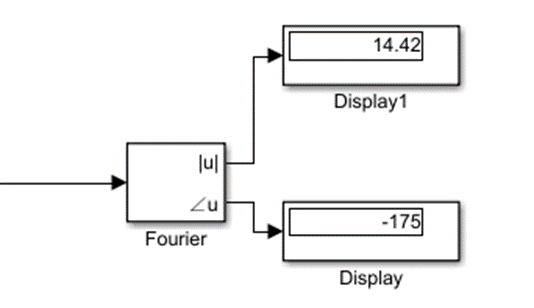 14.42
Display1
|u|
∠u
Fourier
-175
Display